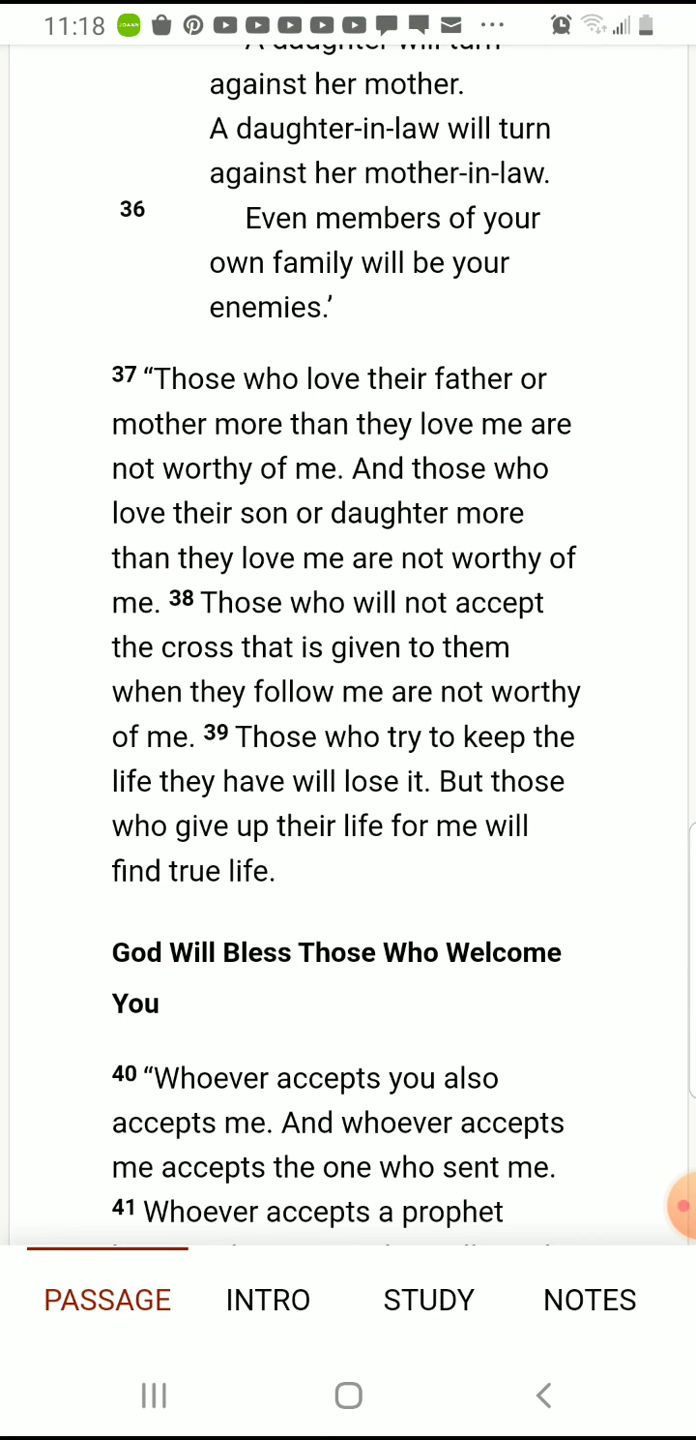 11:18
JOANN
against her mother.
A daughter-in-law will turn
against her mother-in-law.
36 Even members of your
own family will be your
enemies.’
37 “Those who love their father or
mother more than they love me are
not worthy of me. And those who
love their son or daughter more
than they love me are not worthy of
me. 38 Those who will not accept
the cross that is given to them
when they follow me are not worthy
of me. 39 Those who try to keep the
life they have will lose it. But those
who give up their life for me will
find true life.
God Will Bless Those Who Welcome
You
40 “Whoever accepts you also
accepts me. And whoever accepts
me accepts the one who sent me.
41 Whoever accepts a prophet
PASSAGE INTRO STUDY NOTES